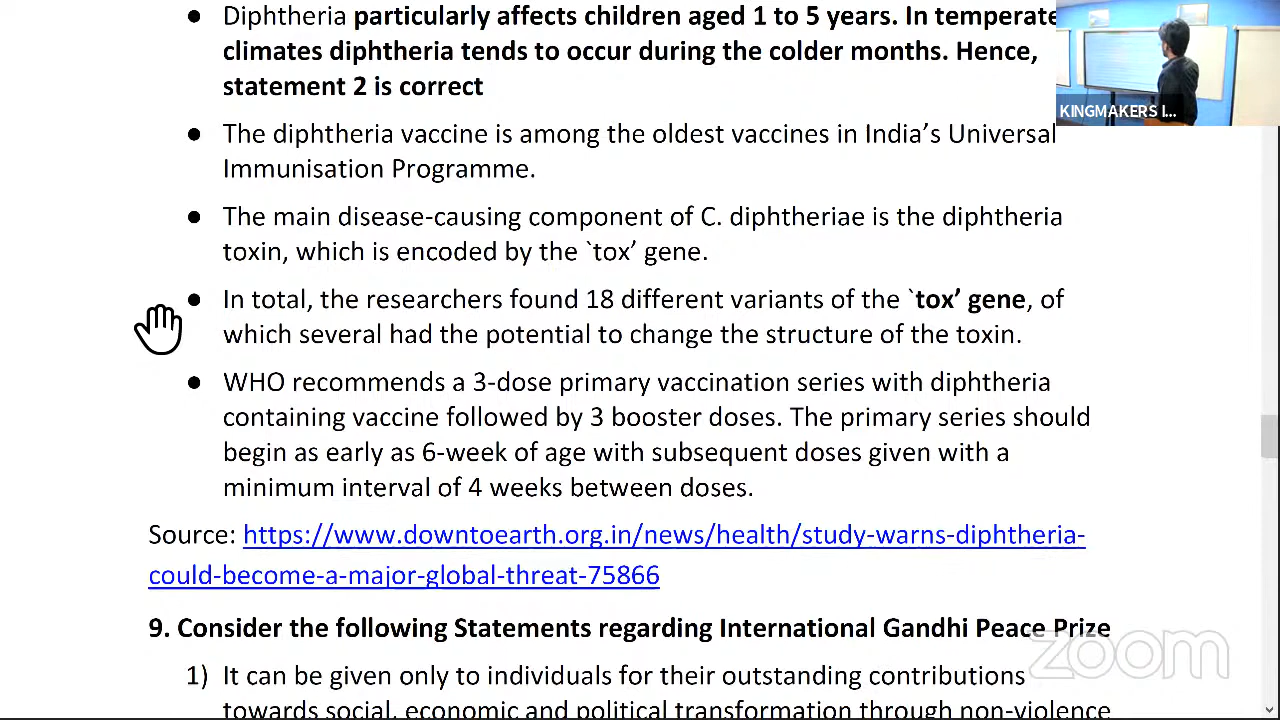 ● Diphtheria particularly affects children aged 1 to 5 years. In temperate
climates diphtheria tends to occur during the colder months. Hence,
statement 2 is correct
KINGMAKERS I...
● The diphtheria vaccine is among the oldest vaccines in India’s Universal
Immunisation Programme.
● The main disease-causing component of C. diphtheriae is the diphtheria
toxin, which is encoded by the `tox’ gene.
● In total, the researchers found 18 different variants of the `tox’ gene, of
which several had the potential to change the structure of the toxin.
● WHO recommends a 3-dose primary vaccination series with diphtheria
containing vaccine followed by 3 booster doses. The primary series should
begin as early as 6-week of age with subsequent doses given with a
minimum interval of 4 weeks between doses.
Source: https://www.downtoearth.org.in/news/health/study-warns-diphtheria-
could-become-a-major-global-threat-75866
9. Consider the following Statements regarding International Gandhi Peace Prize
zoom
1) It can be given only to individuals for their outstanding contributions
towards social, economic and political transformation through non-violence